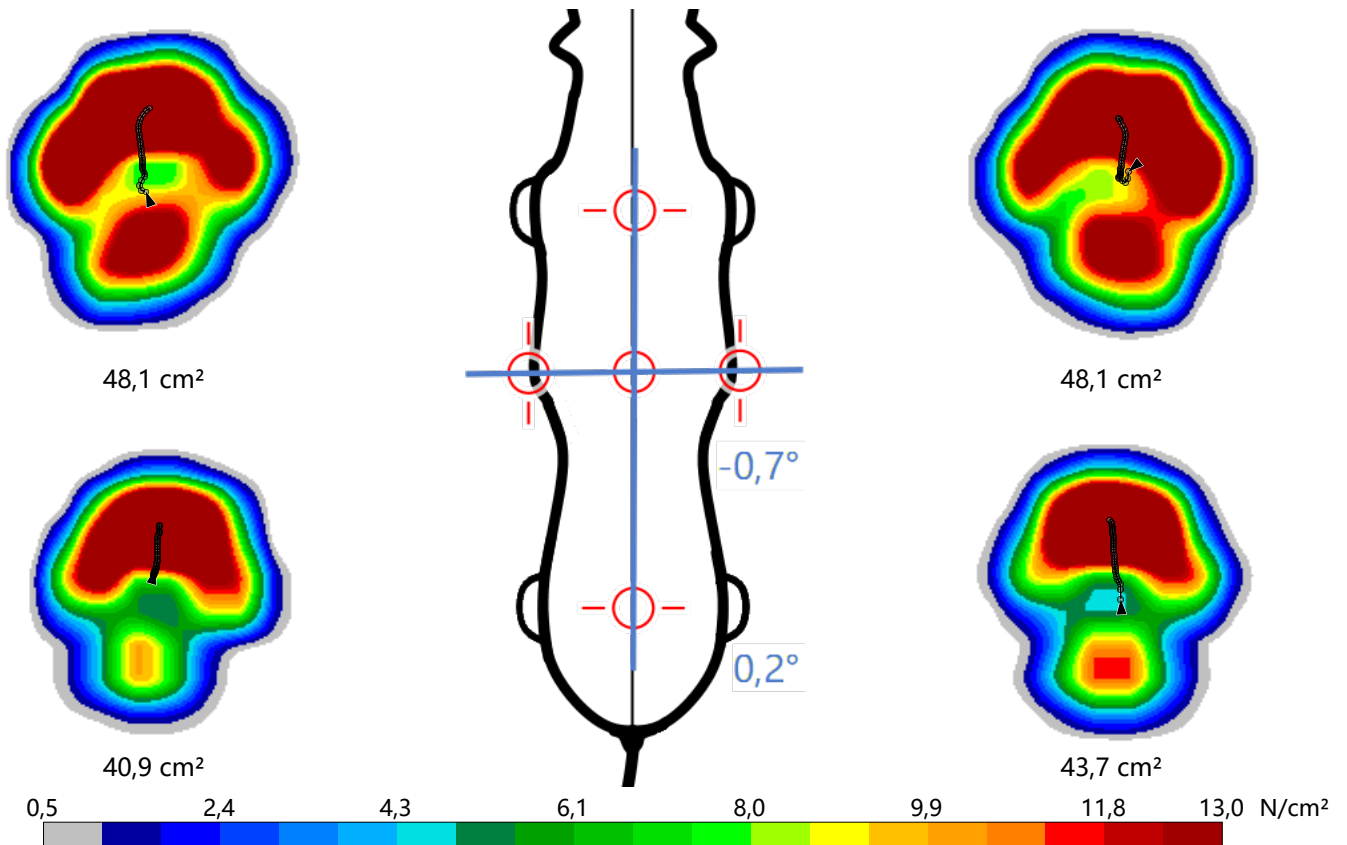 48,1 cm²
48,1 cm²
-0,7°
0,2°
40,9 cm²
43,7 cm²
0,5 2,4 4,3 6,1 8,0 9,9 11,8 13,0 N/cm²